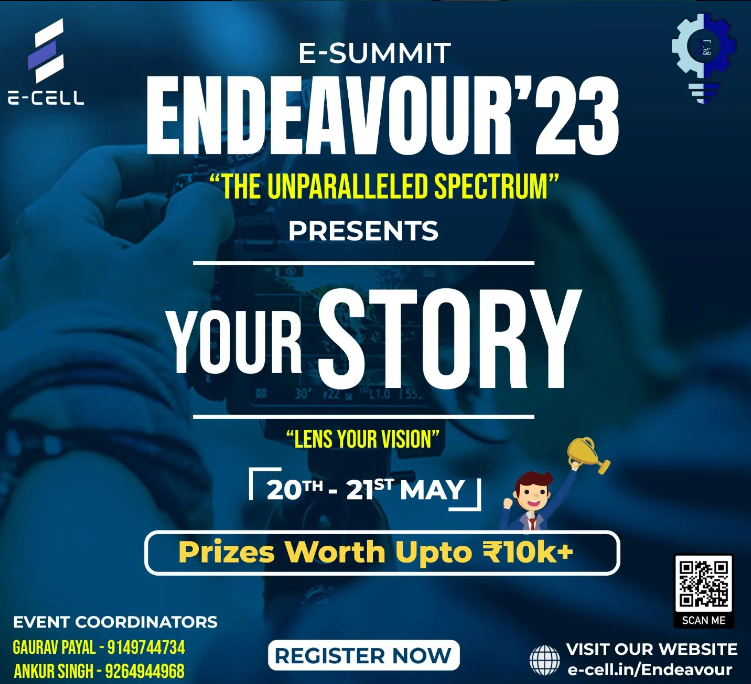 E-CELL
E-SUMMIT
ENDEAVOUR'23
“THE UNPARALLELED SPECTRUM”
PRESENTS
YOUR STORY
“LENS YOUR VISION”
20TH - 21ST MAY
Prizes Worth Upto ₹10k+
SCAN ME
EVENT COORDINATORS
GAURAV PAYAL - 9149744734
ANKUR SINGH - 9264944968
REGISTER NOW
VISIT OUR WEBSITE
e-cell.in/Endeavour